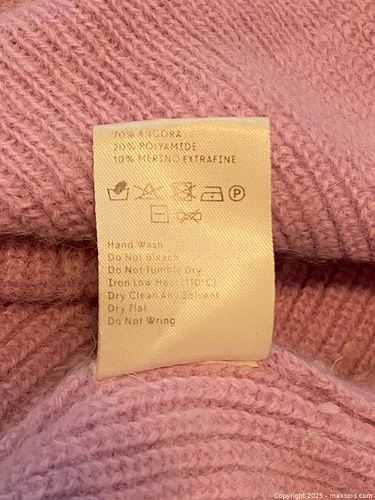 70% ANGORA
20% POLYAMIDE
10% MERINO EXTRAFINE
P
Hand Wash
Do Not Bleach
Do Not Tumble Dry
Iron Low Heat (110°C)
Dry Clean Any Solvent
Dry Flat
Do Not Wring
Copyright 2025 - maxsold.com